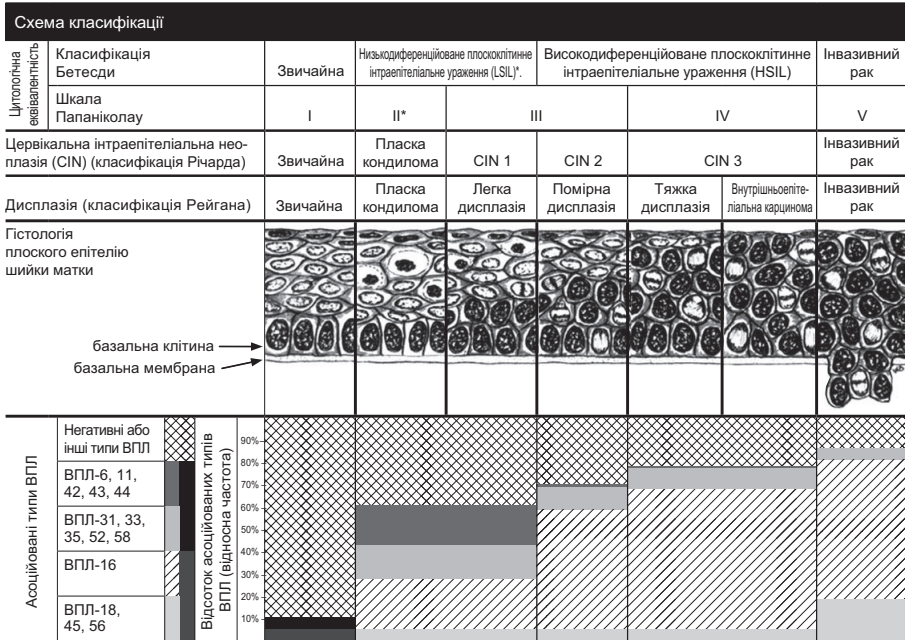 Схема класифікації
Цитологічна
еквівалентність
Класифікація
Бетесди
Звичайна
Низькодиференційоване плоскоклітинне
інтраепітеліальне ураження (LSIL)*.
Високодиференційоване плоскоклітинне
інтраепітеліальне ураження (HSIL)
Інвазивний
рак
Шкала
Папаніколау
I
II*
III
IV
V
Цервікальна інтраепітеліальна нео-
плазія (CIN) (класифікація Річарда)
Звичайна
Пласка
кондилома
CIN 1
CIN 2
CIN 3
Інвазивний
рак
Дисплазія (класифікація Рейгана)
Звичайна
Пласка
кондилома
Легка
дисплазія
Помірна
дисплазія
Тяжка
дисплазія
Внутрішньоепіте-
ліальна карцинома
Інвазивний
рак
Гістологія
плоского епітелію
шийки матки
базальна клітина
базальна мембрана
Асоційовані типи ВПЛ
Негативні або
інші типи ВПЛ
ВПЛ-6, 11,
42, 43, 44
ВПЛ-31, 33,
35, 52, 58
ВПЛ-16
ВПЛ-18,
45, 56
Відсоток асоційованих типів
ВПЛ (відносна частота)
90%
80%
70%
60%
50%
40%
30%
20%
10%